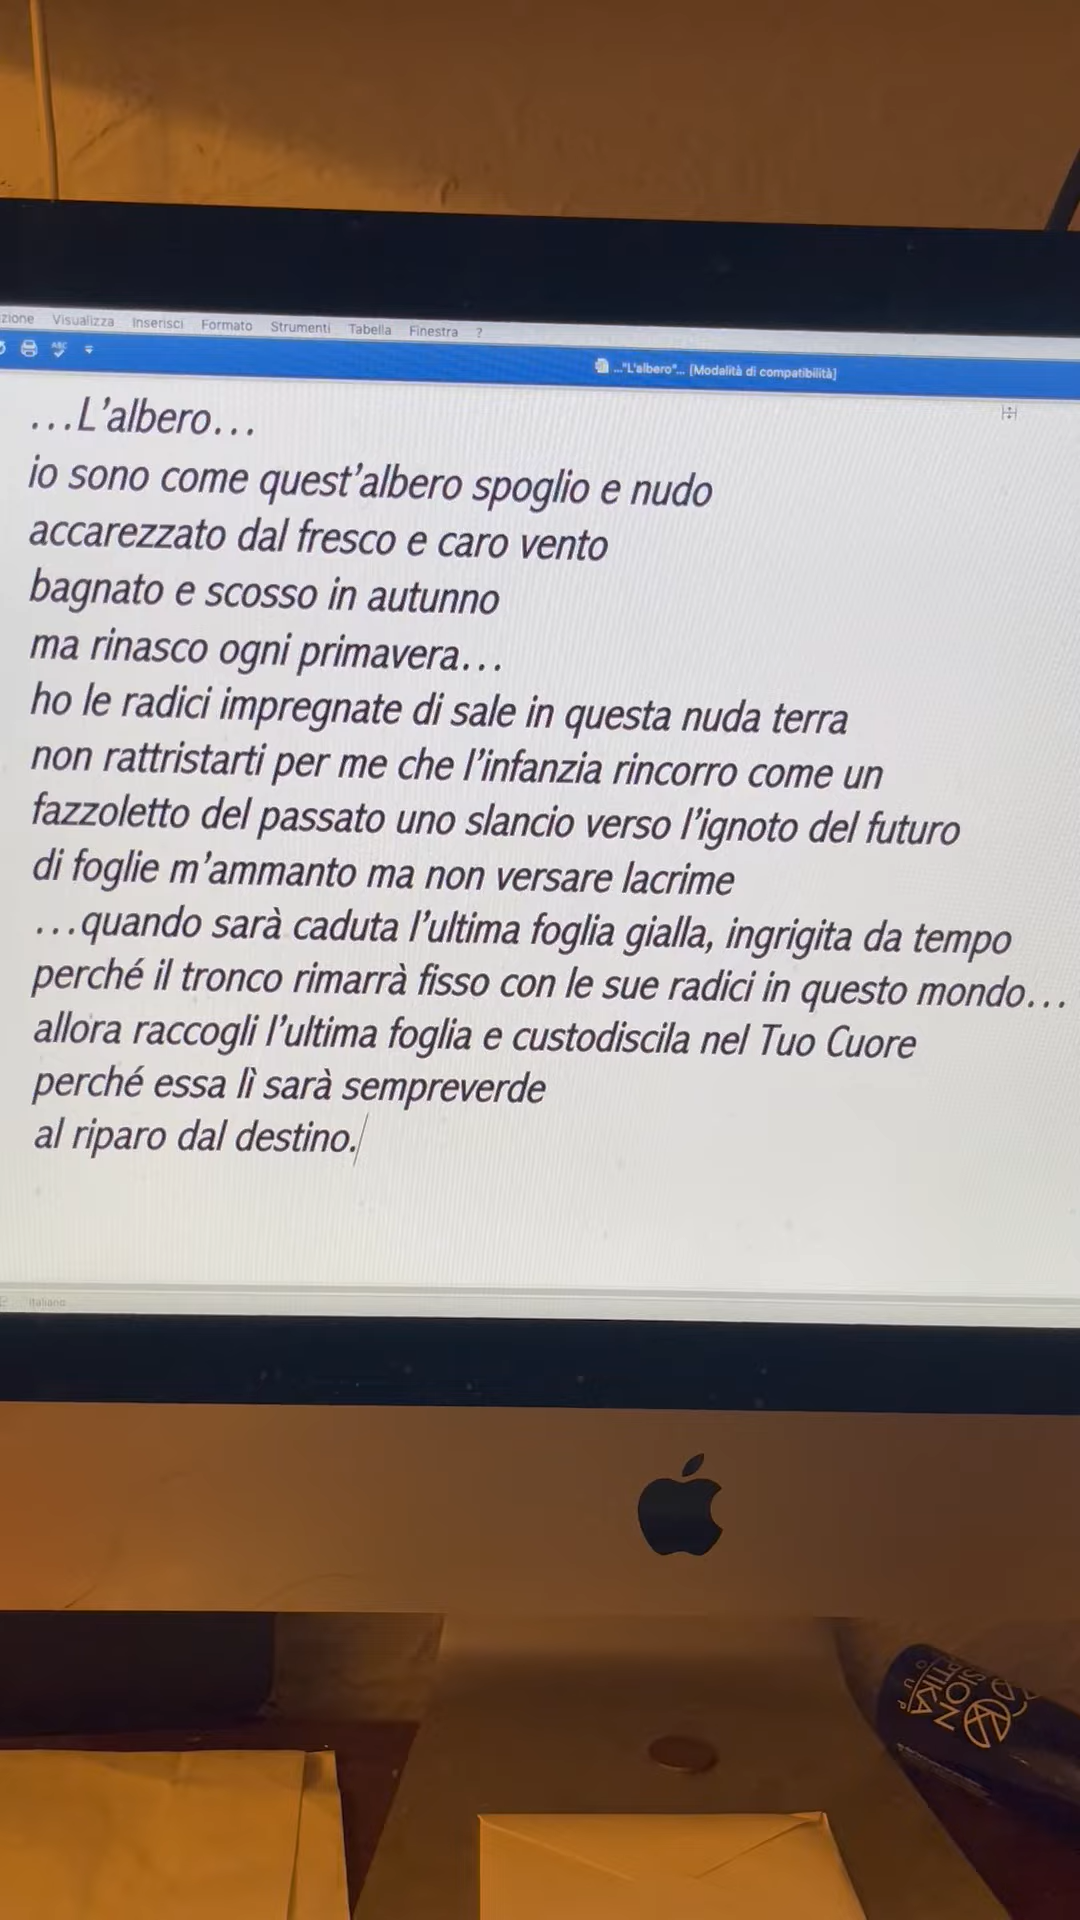 zione Visualizza Inserisci Formato Strumenti Tabella Finestra ?
ABC
..."L'albero"... [Modalità di compatibilità]
...L'albero...
io sono come quest'albero spoglio e nudo
accarezzato dal fresco e caro vento
bagnato e scosso in autunno
ma rinasco ogni primavera...
ho le radici impregnate di sale in questa nuda terra
non rattristarti per me che l'infanzia rincorro come un
fazzoletto del passato uno slancio verso l'ignoto del futuro
di foglie m'ammanto ma non versare lacrime
...quando sarà caduta l'ultima foglia gialla, ingrigita da tempo
perché il tronco rimarrà fisso con le sue radici in questo mondo...
allora raccogli l'ultima foglia e custodiscila nel Tuo Cuore
perché essa lì sarà sempreverde
al riparo dal destino.
Italiano